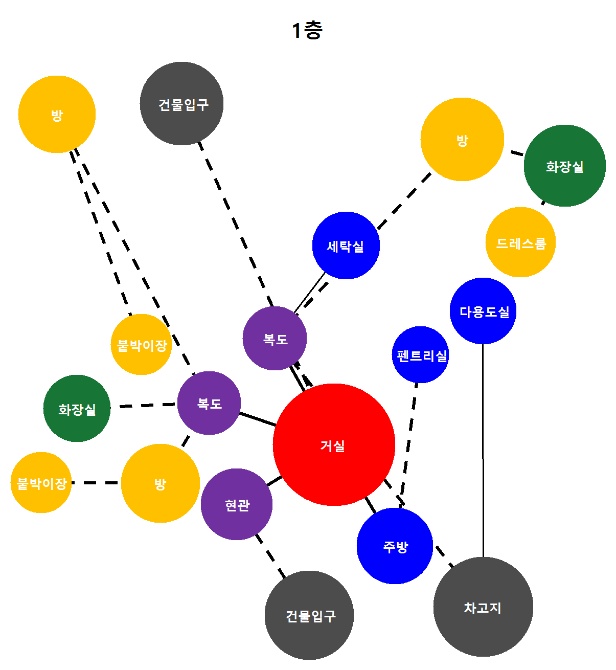 1층
방
건물입구
방
화장실
드레스룸
세탁실
다용도실
복도
붙박이장
펜트리실
화장실
복도
거실
붙박이장
방
현관
주방
건물입구
차고지